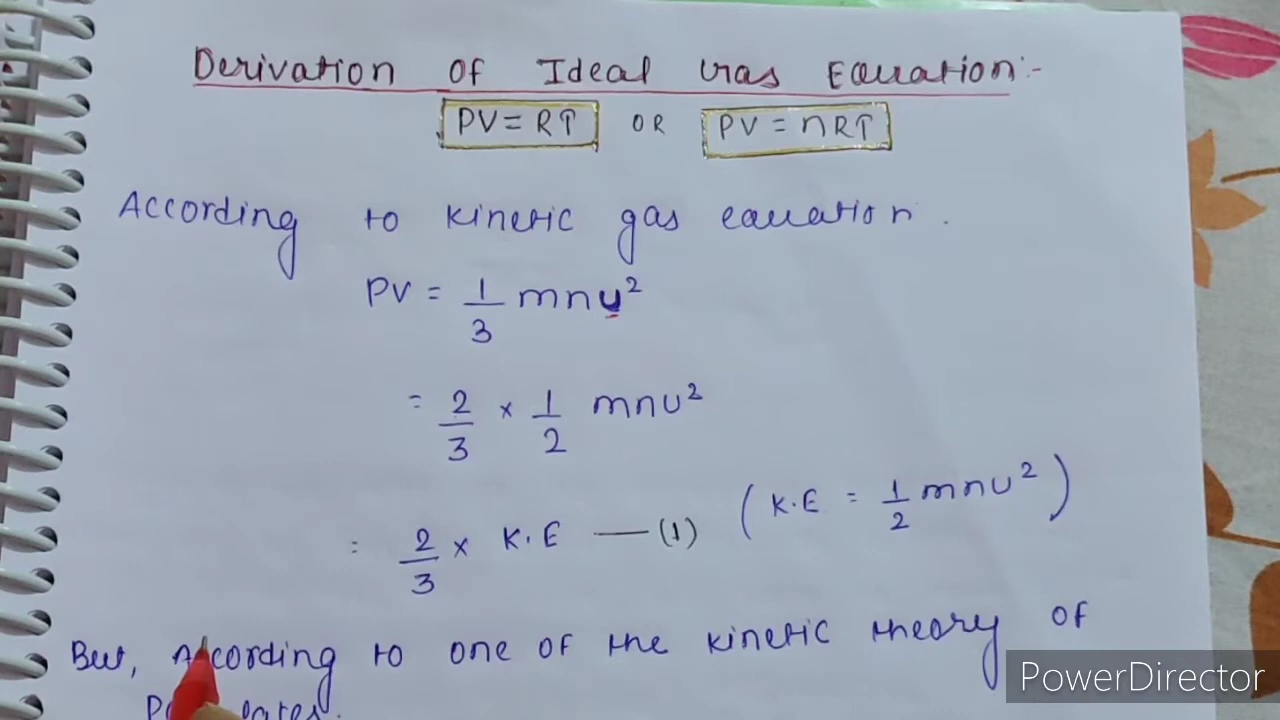 Derivation of Ideal Gas Equation:-
PV = RT OR PV = nRT
According to kinetic gas equation.
PV = 1/3 mnu²
= 2/3 × 1/2 mnu²
= 2/3 × K.E —(1) (K.E = 1/2 mnu²)
But, According to one of the kinetic theory of
PowerDirector